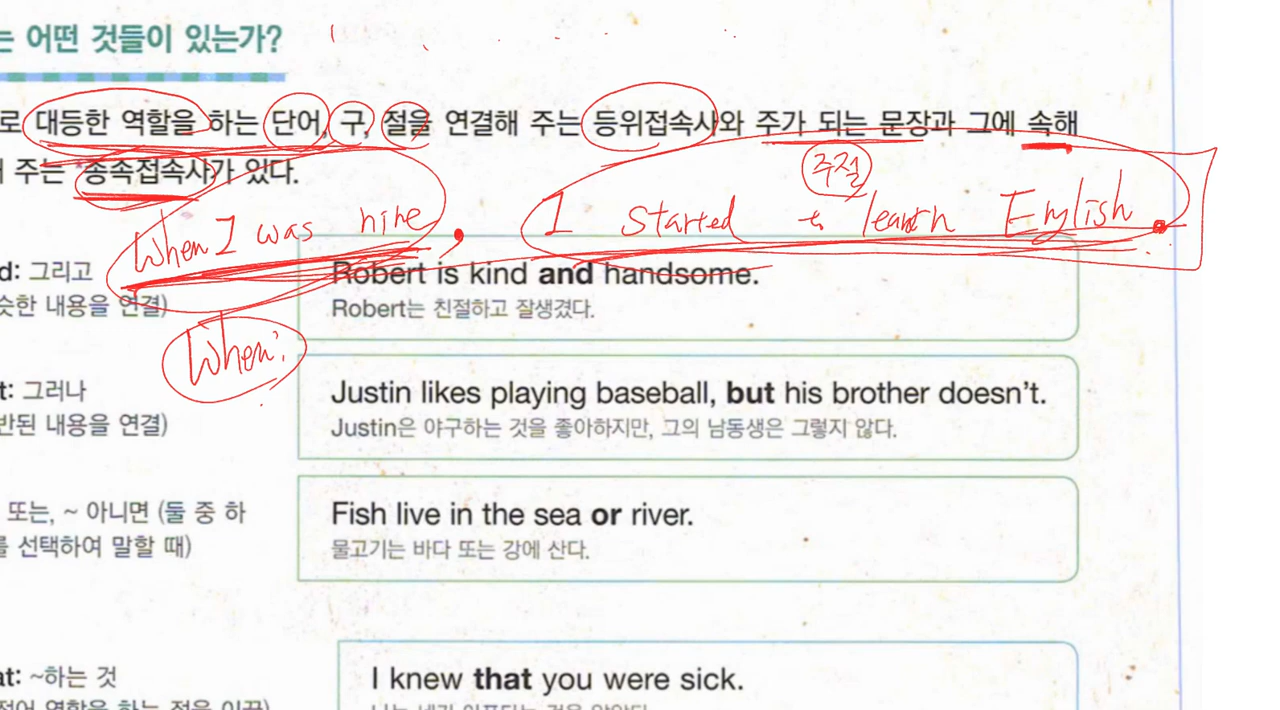 는 어떤 것들이 있는가?
로 대등한 역할을 하는 단어, 구, 절을 연결해 주는 등위접속사와 주가 되는 문장과 그에 속해
주는 *종속접속사가 있다.
주절
When I was nine, I started to learn English.
d: 그리고
슷한 내용을 연결)
When:
Robert is kind and handsome.
Robert는 친절하고 잘생겼다.
t: 그러나
반된 내용을 연결)
Justin likes playing baseball, but his brother doesn't.
Justin은 야구하는 것을 좋아하지만, 그의 남동생은 그렇지 않다.
또는, ~ 아니면 (둘 중 하
를 선택하여 말할 때)
Fish live in the sea or river.
물고기는 바다 또는 강에 산다.
at: ~하는 것
I knew that you were sick.